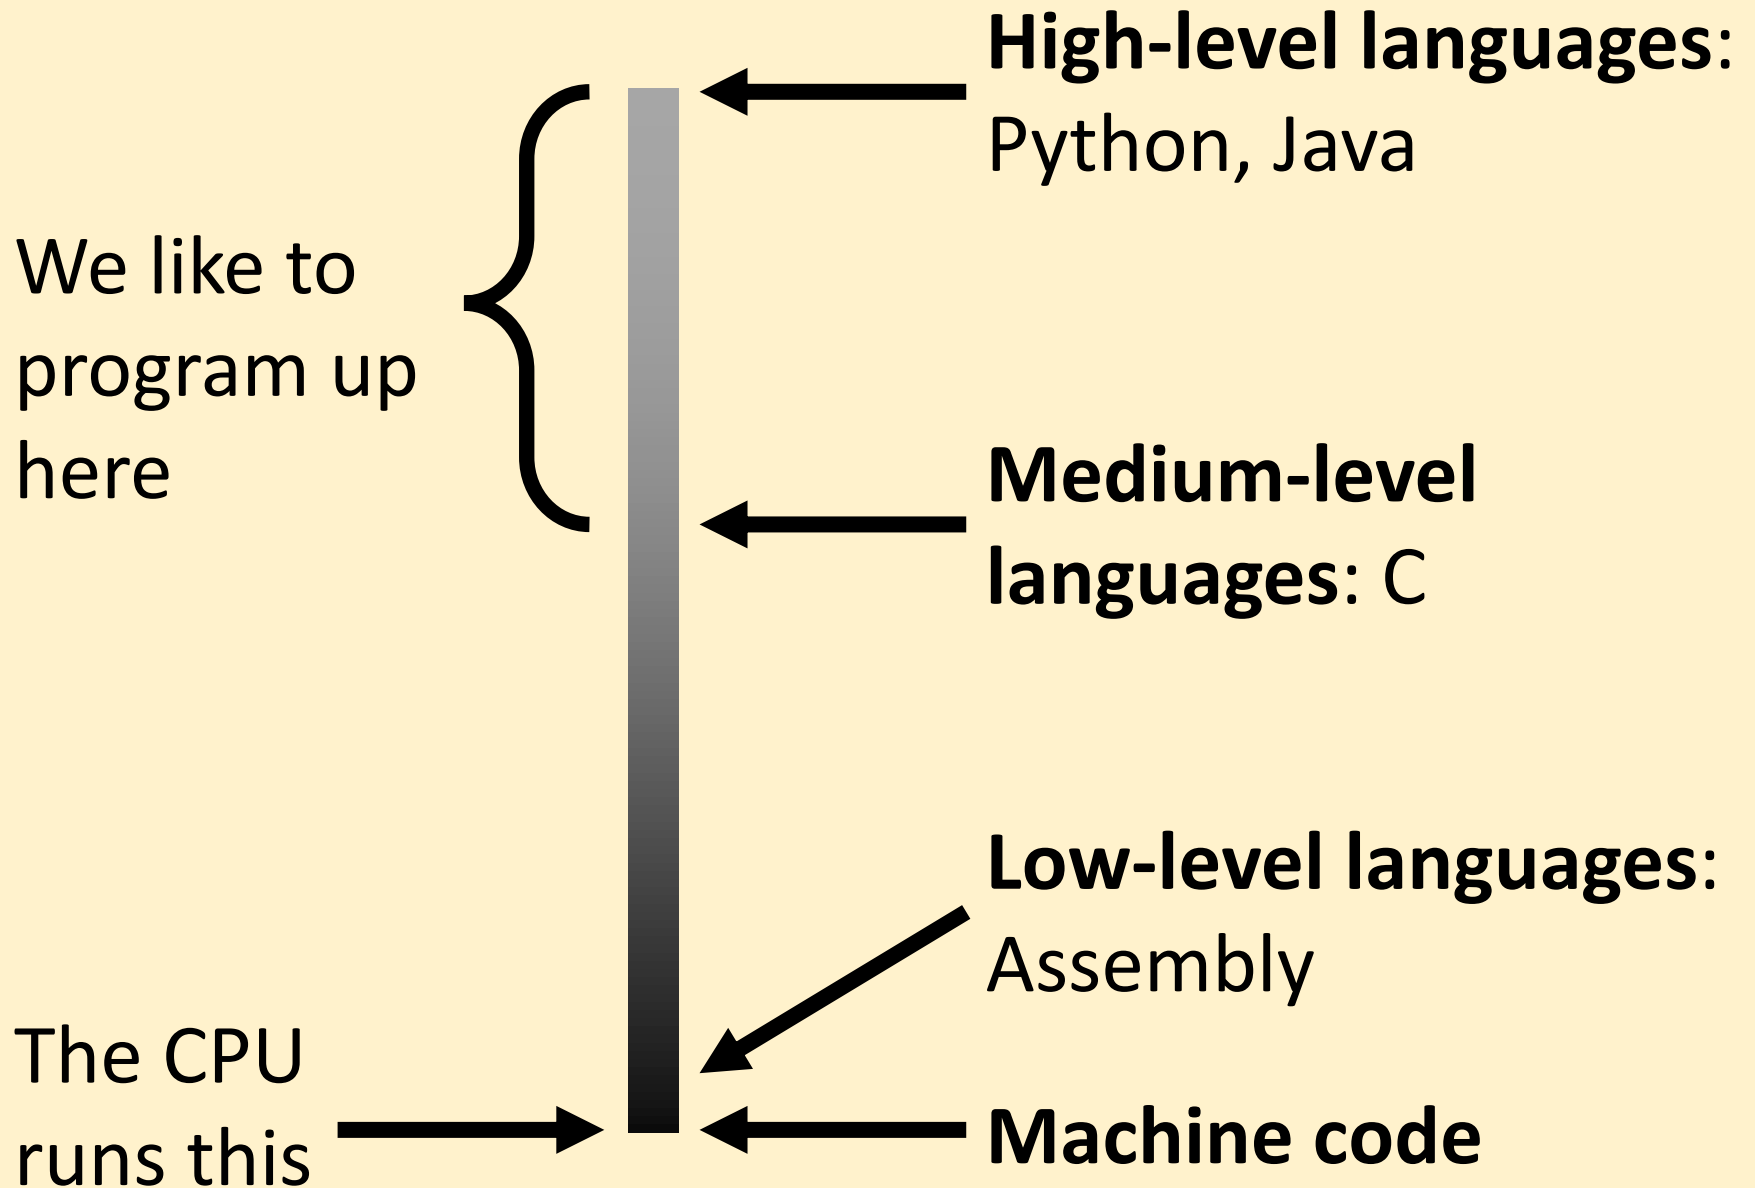 High-level languages:
Python, Java
We like to
program up
here
Medium-level
languages: C
Low-level languages:
Assembly
The CPU
runs this
Machine code